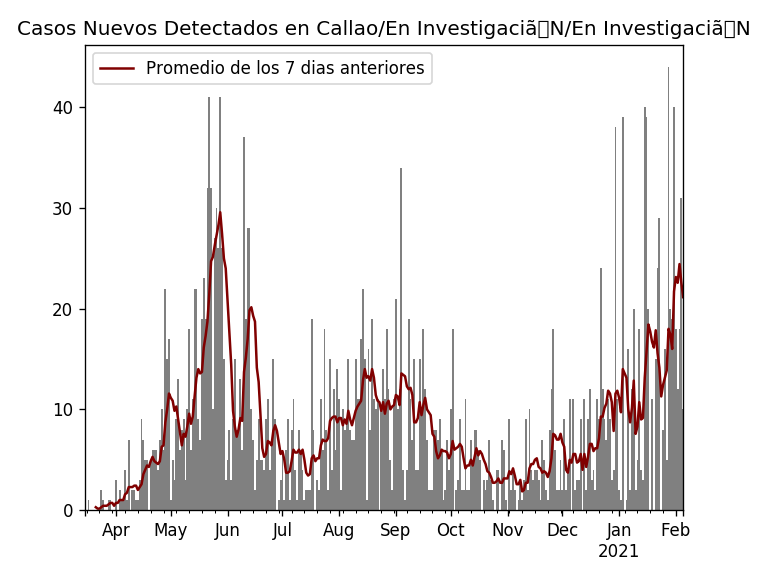 Casos Nuevos Detectados en Callao/En Investigaciã▯N/En Investigaciã▯N
Promedio de los 7 dias anteriores
40
30
20
10
0
Apr May Jun Jul Aug Sep Oct Nov Dec Jan Feb
2021